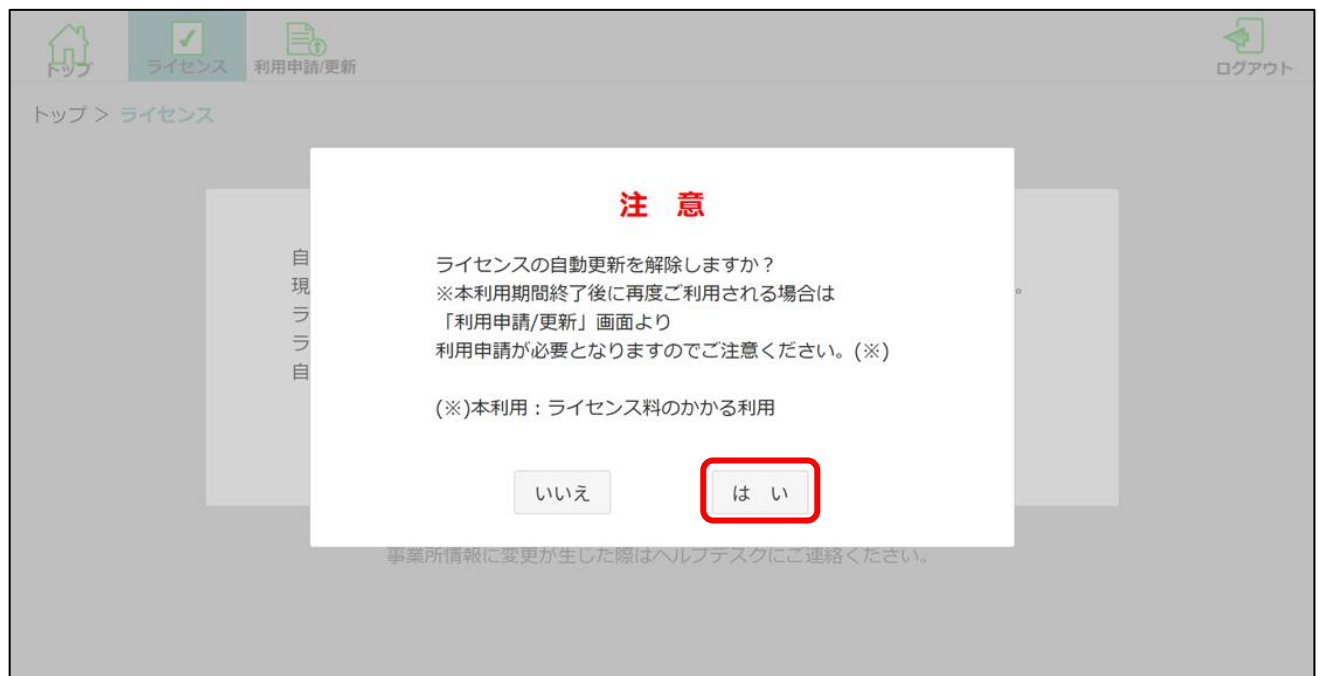 トップ
ライセンス
利用申請/更新
ログアウト
トップ > ライセンス
注 意
自
現
ラ
ラ
自
。
ライセンスの自動更新を解除しますか？
※本利用期間終了後に再度ご利用される場合は
「利用申請/更新」画面より
利用申請が必要となりますのでご注意ください。(※)
(※)本利用：ライセンス料のかかる利用
いいえ
は い
事業所情報に変更が生じた際はヘルプデスクにご連絡ください。